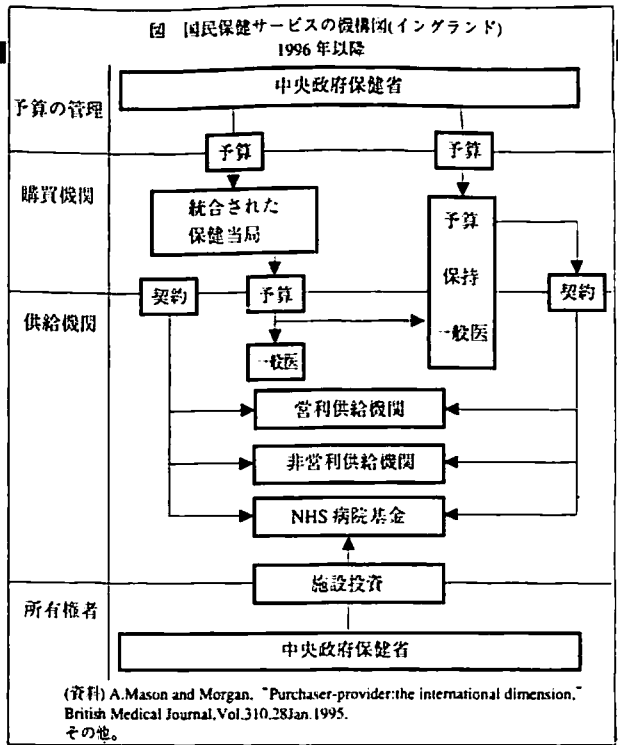 図 国民保健サービスの機構図(イングランド)
1996年以降
予算の管理
中央政府保健省
予算
予算
購買機関
統合された
保健当局
予算
保持
一般医
契約
予算
契約
供給機関
一般医
営利供給機関
非営利供給機関
NHS 病院基金
施設投資
所有権者
中央政府保健省
(資料) A.Mason and Morgan. "Purchaser-provider:the international dimension,"
British Medical Journal,Vol.310.28Jan.1995.
その他。